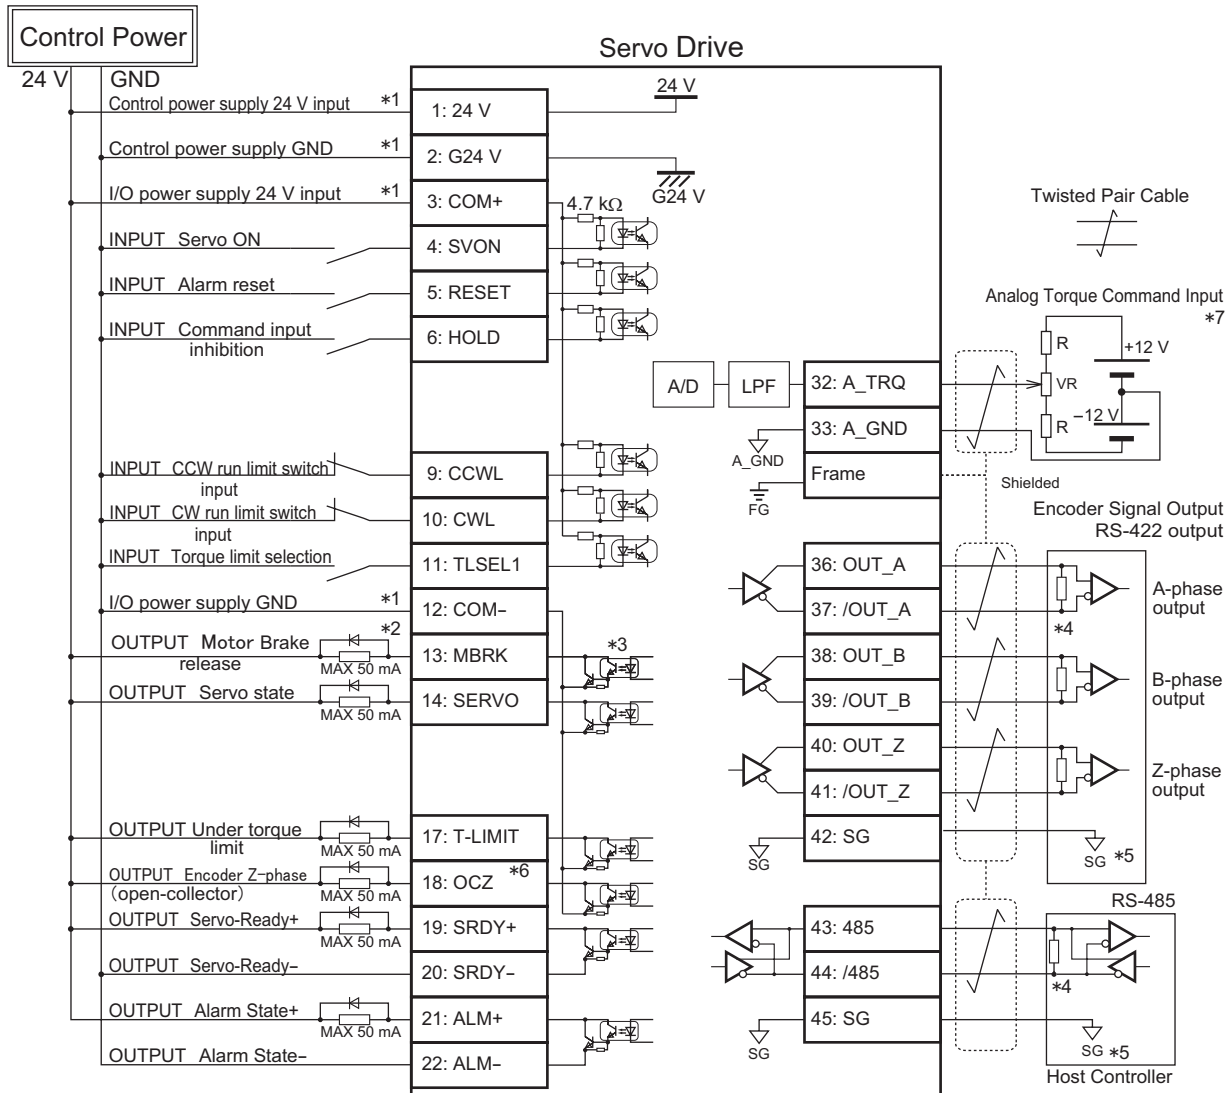 Control Power
Servo Drive
24 V
GND
Control power supply 24 V input *1
1: 24 V
24 V
Control power supply GND *1
2: G24 V
G24 V
I/O power supply 24 V input *1
3: COM+
4.7 kΩ
INPUT Servo ON
4: SVON
INPUT Alarm reset
5: RESET
INPUT Command input
inhibition
6: HOLD
INPUT CCW run limit switch
input
9: CCWL
INPUT CW run limit switch
input
10: CWL
INPUT Torque limit selection
11: TLSEL1
I/O power supply GND *1
12: COM−
OUTPUT Motor Brake
release
*2
MAX 50 mA
13: MBRK
*3
OUTPUT Servo state
MAX 50 mA
14: SERVO
OUTPUT Under torque
limit
MAX 50 mA
17: T-LIMIT
OUTPUT Encoder Z-phase
(open-collector)
MAX 50 mA
18: OCZ *6
OUTPUT Servo-Ready+
MAX 50 mA
19: SRDY+
OUTPUT Servo-Ready−
20: SRDY−
OUTPUT Alarm State+
MAX 50 mA
21: ALM+
OUTPUT Alarm State−
22: ALM−
Twisted Pair Cable
Analog Torque Command Input
*7
A/D
LPF
32: A_TRQ
R
VR
R
+12 V
−12 V
33: A_GND
A_GND
Frame
FG
Shielded
Encoder Signal Output
RS-422 output
36: OUT_A
37: /OUT_A
*4
A-phase
output
38: OUT_B
39: /OUT_B
B-phase
output
40: OUT_Z
41: /OUT_Z
Z-phase
output
42: SG
SG
SG *5
RS-485
43: 485
44: /485
*4
45: SG
SG
SG *5
Host Controller